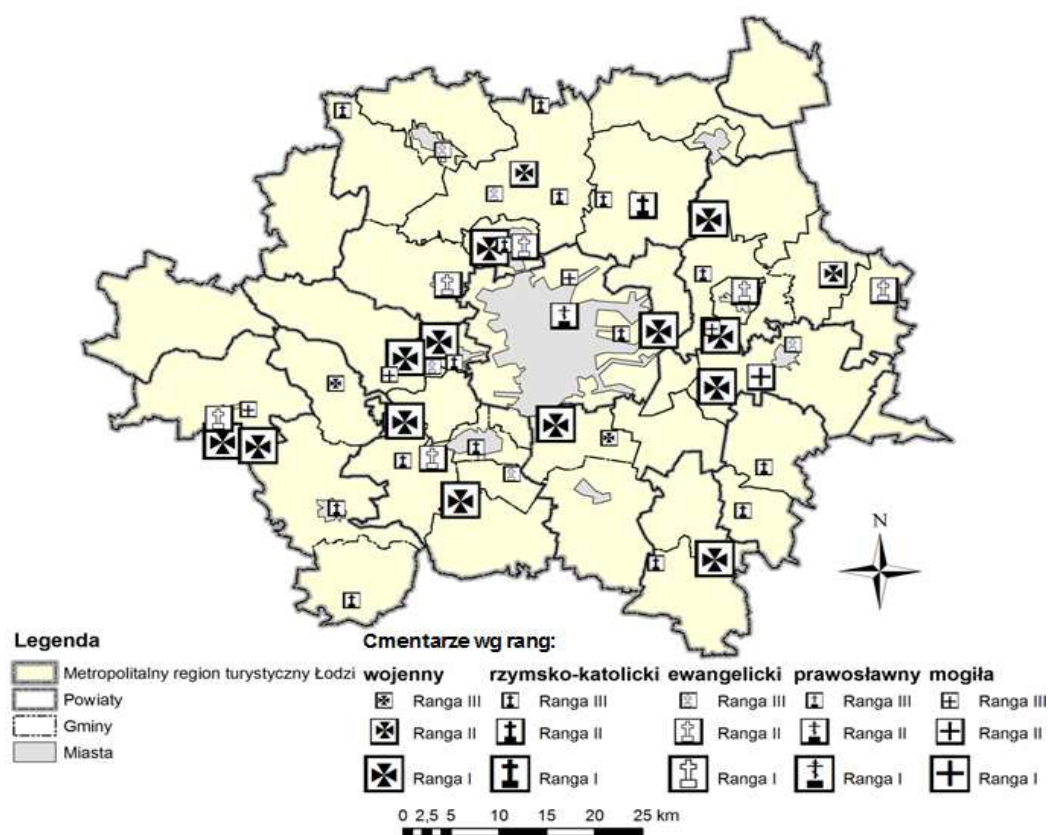 N
Legenda
Metropolitalny region turystyczny Łodzi
Powiaty
Gminy
Miasta
Cmentarze wg rang:
wojenny rzymsko-katolicki ewangelicki prawosławny mogiła
Ranga III Ranga III Ranga III Ranga III Ranga III
Ranga II Ranga II Ranga II Ranga II Ranga II
Ranga I Ranga I Ranga I Ranga I Ranga I
0 2,5 5 10 15 20 25 km